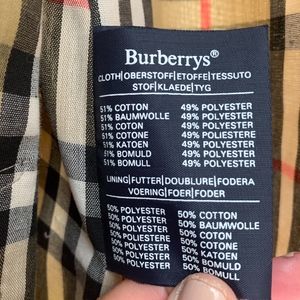 Burberrys®
CLOTH|OBERSTOFF|ETOFFE|TESSUTO
STOF|KLAEDE|TYG
51% COTTON 49% POLYESTER
51% BAUMWOLLE 49% POLYESTER
51% COTON 49% POLYESTER
51% COTONE 49% POLIESTERE
51% KATOEN 49% POLYESTER
51% BOMULD 49% POLYESTER
51% BOMULL 49% POLYESTER
LINING|FUTTER|DOUBLURE|FODERA
VOERING|FOER|FODER
50% POLYESTER 50% COTTON
50% POLYESTER 50% BAUMWOLLE
50% POLYESTER 50% COTON
50% POLIESTERE 50% COTONE
50% POLYESTER 50% KATOEN
50% POLYESTER 50% BOMULD
50% POLYESTER 50% BOMULL